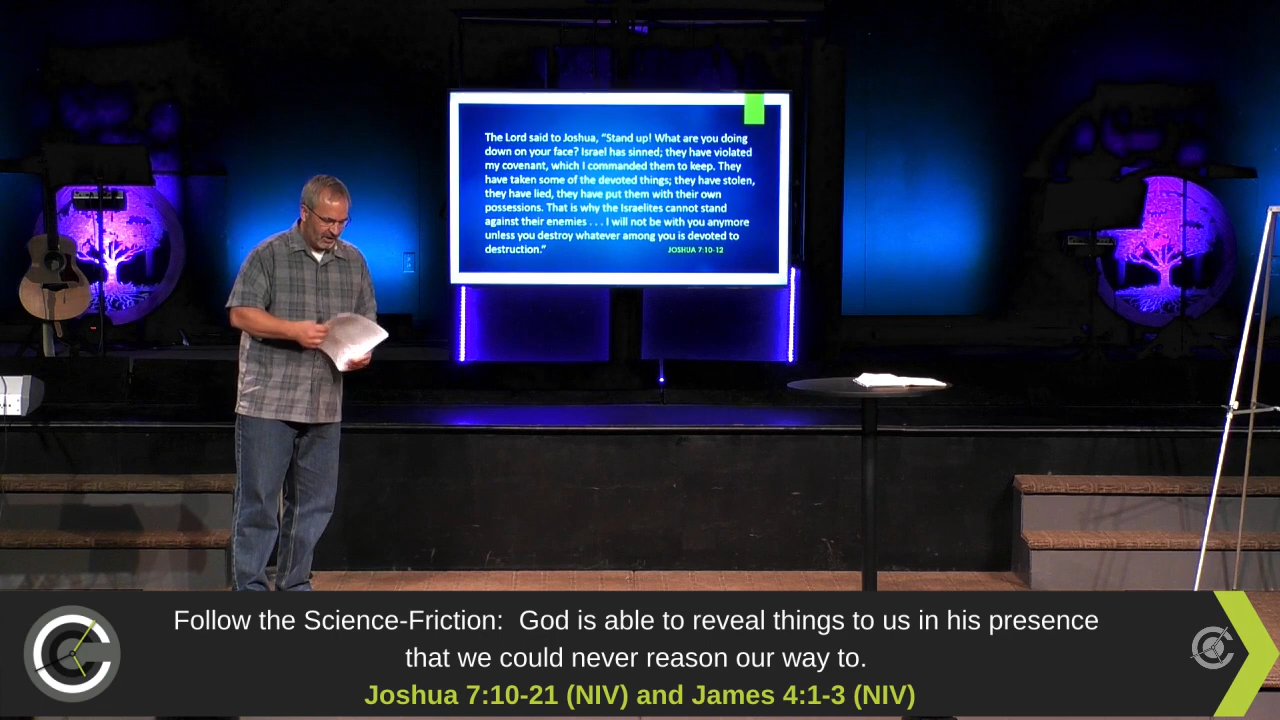 The Lord said to Joshua, “Stand up! What are you doing
down on your face? Israel has sinned; they have violated
my covenant, which I commanded them to keep. They
have taken some of the devoted things; they have stolen,
they have lied, they have put them with their own
possessions. That is why the Israelites cannot stand
against their enemies . . . I will not be with you anymore
unless you destroy whatever among you is devoted to
destruction.” JOSHUA 7:10-12
Follow the Science-Friction:  God is able to reveal things to us in his presence
that we could never reason our way to.
Joshua 7:10-21 (NIV) and James 4:1-3 (NIV)